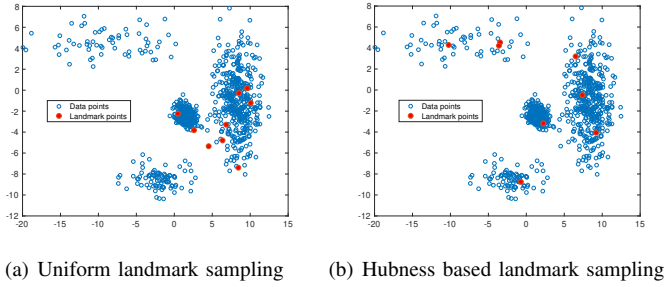 8
6
4
2
0
-2
-4
-6
-8
-10
-12
-20 -15 -10 -5 0 5 10 15
Data points
Landmark points
(a) Uniform landmark sampling
8
6
4
2
0
-2
-4
-6
-8
-10
-12
-20 -15 -10 -5 0 5 10 15
Data points
Landmark points
(b) Hubness based landmark sampling